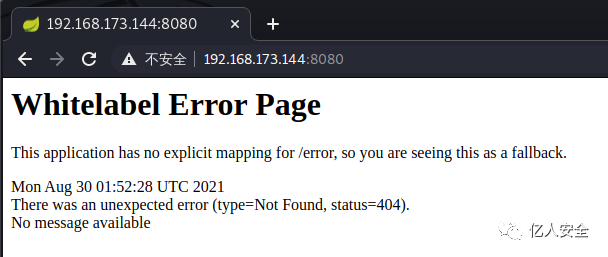 192.168.173.144:8080
不安全 192.168.173.144:8080
Whitelabel Error Page
This application has no explicit mapping for /error, so you are seeing this as a fallback.
Mon Aug 30 01:52:28 UTC 2021
There was an unexpected error (type=Not Found, status=404).
No message available
亿人安全